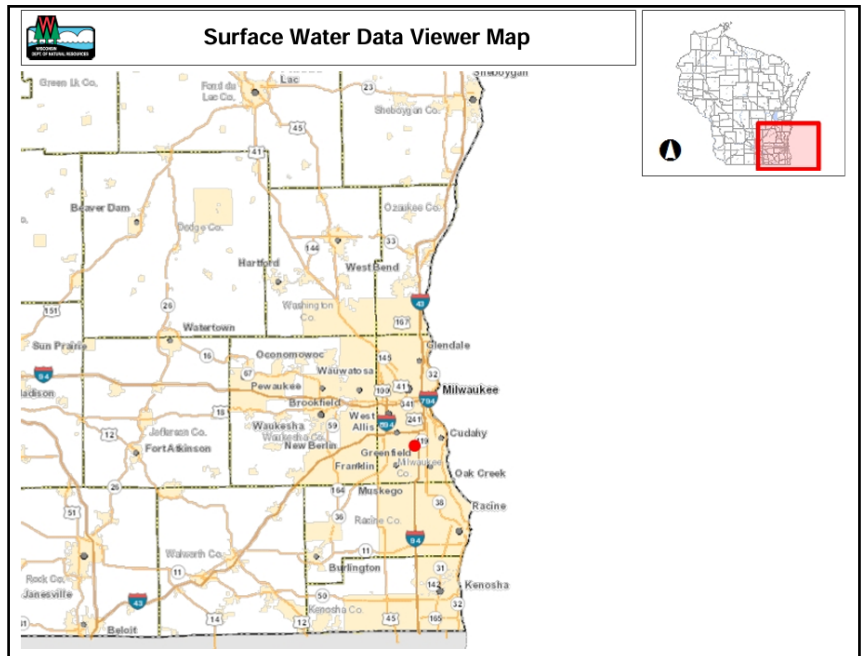 Surface Water Data Viewer Map
WISCONSIN
DEPT. OF NATURAL RESOURCES
Sheboygan
Lac
Fond du
Lac Co.
23
Sheboygan Co.
45
41
Beaver Dam
Dodge Co.
Ozaukee Co.
33
144
Hartford
West Bend
Washington
Co.
43
167
151
26
Watertown
Sun Prairie
16
Oconomowoc
Glendale
145
94
67
Wauwatosa
32
Pewaukee
100
41
Milwaukee
794
Brookfield
341
18
West
Allis
894
241
59
Waukesha
Waukesha Co.
12
Jefferson Co.
Fort Atkinson
New Berlin
Cudahy
Greenfield
Milwaukee
Co
Franklin
Oak Creek
26
164
Muskego
51
36
Racine Co.
38
Racine
94
11
Walworth Co.
Burlington
Rock Co.
11
31
142
Kenosha
Janesville
43
50
Kenosha Co.
32
14
12
45
165
Beloit